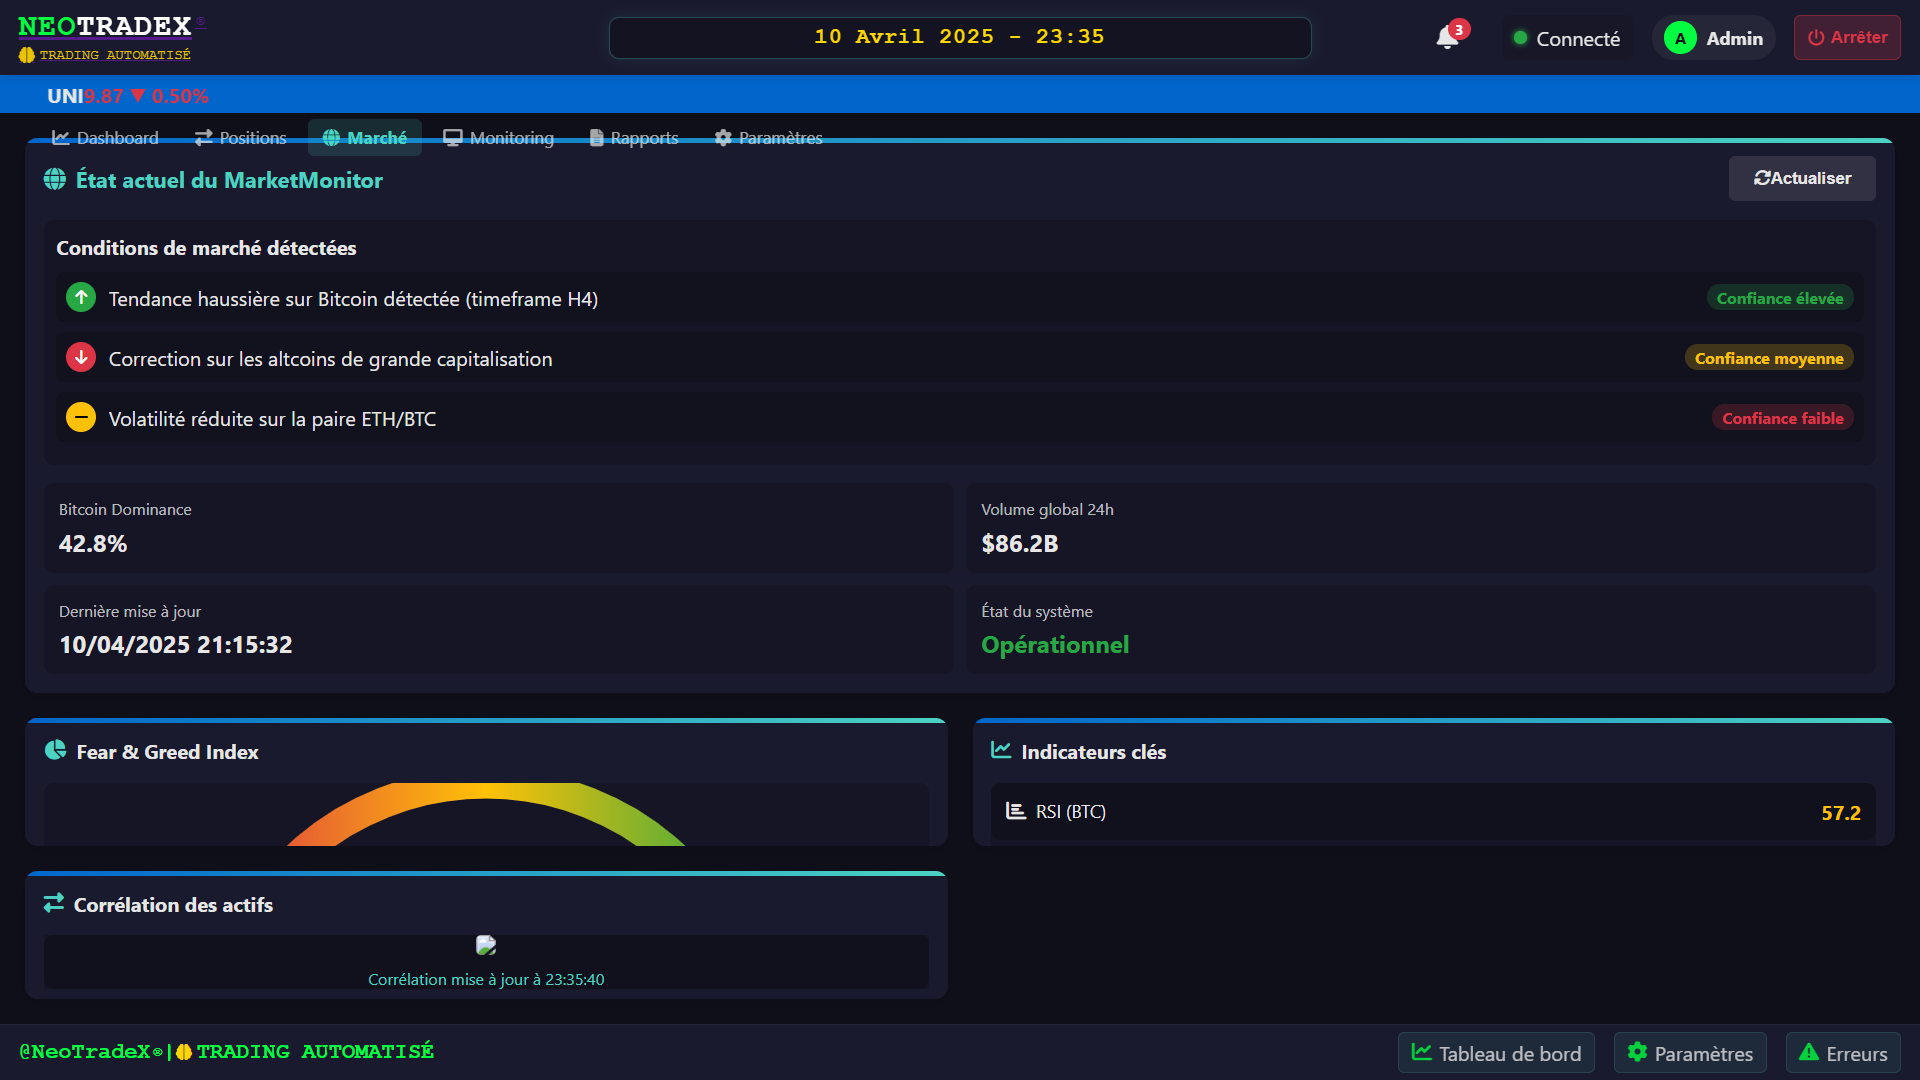 NEOTRADEX®
TRADING AUTOMATISÉ
10 Avril 2025 - 23:35
3
Connecté
A
Admin
Arrêter
UNI9.87 ▼ 0.50%
Dashboard
Positions
Marché
Monitoring
Rapports
Paramètres
État actuel du MarketMonitor
Actualiser
Conditions de marché détectées
Tendance haussière sur Bitcoin détectée (timeframe H4)
Confiance élevée
Correction sur les altcoins de grande capitalisation
Confiance moyenne
Volatilité réduite sur la paire ETH/BTC
Confiance faible
Bitcoin Dominance
42.8%
Volume global 24h
$86.2B
Dernière mise à jour
10/04/2025 21:15:32
État du système
Opérationnel
Fear & Greed Index
Indicateurs clés
RSI (BTC)
57.2
Corrélation des actifs
Corrélation mise à jour à 23:35:40
@NeoTradeX®|TRADING AUTOMATISÉ
Tableau de bord
Paramètres
Erreurs